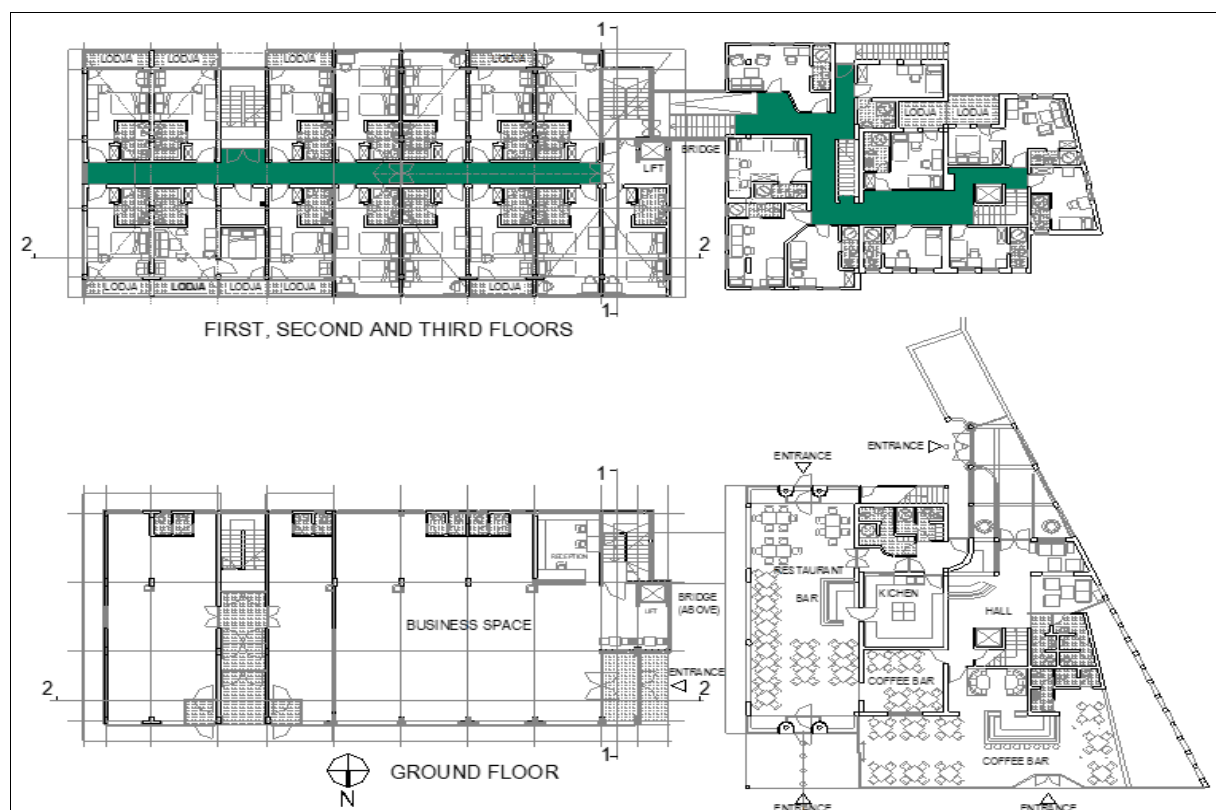 1
LODJA LODJA LODJA LODJA
LODJA LODJA
BRIDGE
LIFT
2 2
LODJA LODJA LODJA LODJA LODJA
1
FIRST, SECOND AND THIRD FLOORS
ENTRANCE
ENTRANCE
1
RECEPTION
RESTAURANT
BAR
KICHEN
HALL
BRIDGE
(ABOVE)
LIFT
BUSINESS SPACE
ENTRANCE
2 2
COFFEE BAR
1
COFFEE BAR
GROUND FLOOR
N
ENTRANCE ENTRANCE